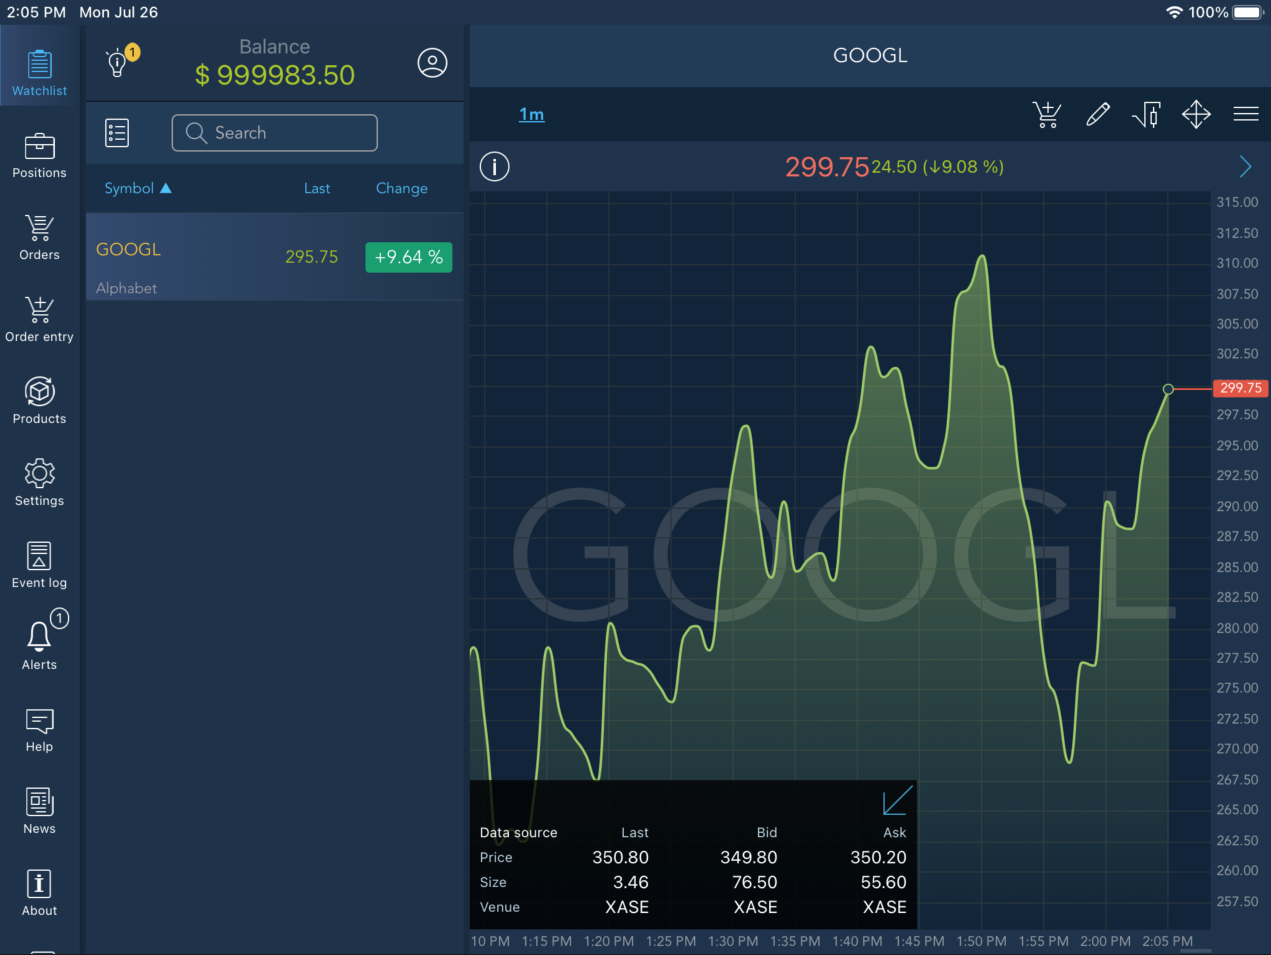 2:05 PM Mon Jul 26 100%
Watchlist
Positions
Orders
Order entry
Products
Settings
Event log
1
Alerts
Help
News
About
1
Balance
$ 999983.50
Search
Symbol ▲ Last Change
GOOGL 295.75 +9.64 %
Alphabet
GOOGL
1m
299.75 24.50 (↓9.08 %)
GOOGL
315.00
312.50
310.00
307.50
305.00
302.50
299.75
297.50
295.00
292.50
290.00
287.50
285.00
282.50
280.00
277.50
275.00
272.50
270.00
267.50
265.00
262.50
260.00
257.50
Data source Last Bid Ask
Price 350.80 349.80 350.20
Size 3.46 76.50 55.60
Venue XASE XASE XASE
10 PM 1:15 PM 1:20 PM 1:25 PM 1:30 PM 1:35 PM 1:40 PM 1:45 PM 1:50 PM 1:55 PM 2:00 PM 2:05 PM